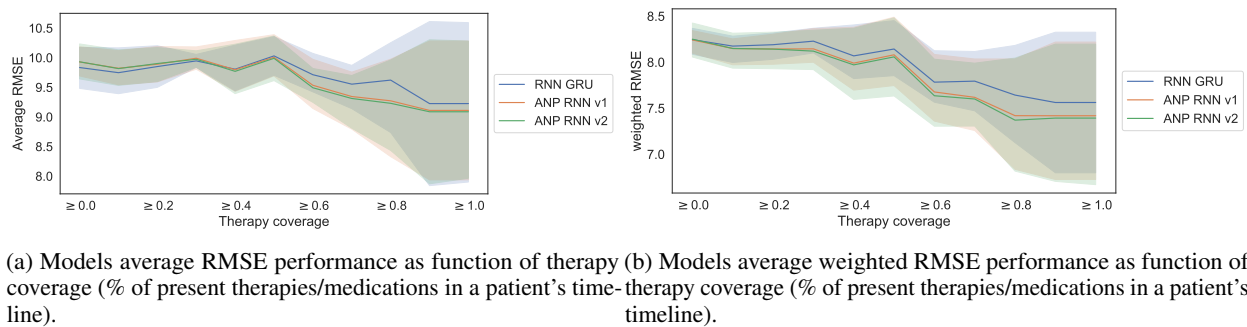 10.5
10.0
9.5
9.0
8.5
8.0
Average RMSE
≥ 0.0 ≥ 0.2 ≥ 0.4 ≥ 0.6 ≥ 0.8 ≥ 1.0
Therapy coverage
RNN GRU
ANP RNN v1
ANP RNN v2
8.5
8.0
7.5
7.0
weighted RMSE
≥ 0.0 ≥ 0.2 ≥ 0.4 ≥ 0.6 ≥ 0.8 ≥ 1.0
Therapy coverage
RNN GRU
ANP RNN v1
ANP RNN v2
(a) Models average RMSE performance as function of therapy
coverage (% of present therapies/medications in a patient's time-
line).
(b) Models average weighted RMSE performance as function of
therapy coverage (% of present therapies/medications in a patient's
timeline).